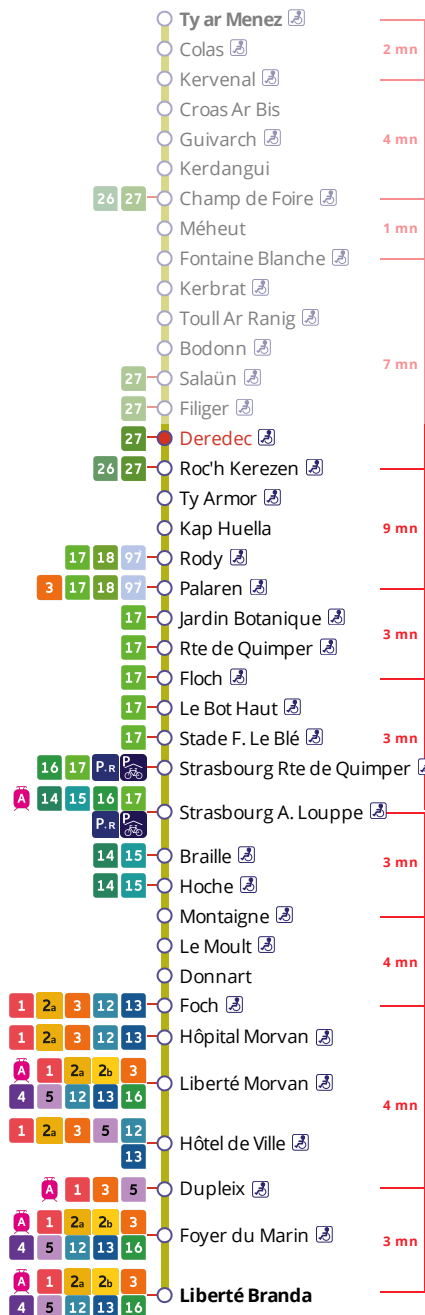 Ty ar Menez
Colas
2 mn
Kervenal
Croas Ar Bis
Guivarch
4 mn
Kerdangui
26 27 Champ de Foire
Méheut
1 mn
Fontaine Blanche
Kerbrat
Toull Ar Ranig
Bodonn
7 mn
27 Salaün
27 Filiger
27 Deredec
26 27 Roc'h Kerezen
Ty Armor
Kap Huella
9 mn
17 18 97 Rody
3 17 18 97 Palaren
17 Jardin Botanique
3 mn
17 Rte de Quimper
17 Floch
17 Le Bot Haut
17 Stade F. Le Blé
3 mn
16 17 P+R P Strasbourg Rte de Quimper
A 14 15 16 17
Strasbourg A. Louppe
P+R P
14 15 Braille
3 mn
14 15 Hoche
Montaigne
Le Moult
4 mn
Donnart
1 2a 3 12 13 Foch
1 2a 3 12 13 Hôpital Morvan
A 1 2a 2b 3
Liberté Morvan
4 5 12 13 16
4 mn
1 2a 3 5 12
Hôtel de Ville
13
A 1 3 5 Dupleix
A 1 2a 2b 3
Foyer du Marin
3 mn
4 5 12 13 16
A 1 2a 2b 3
Liberté Branda
4 5 12 13 16